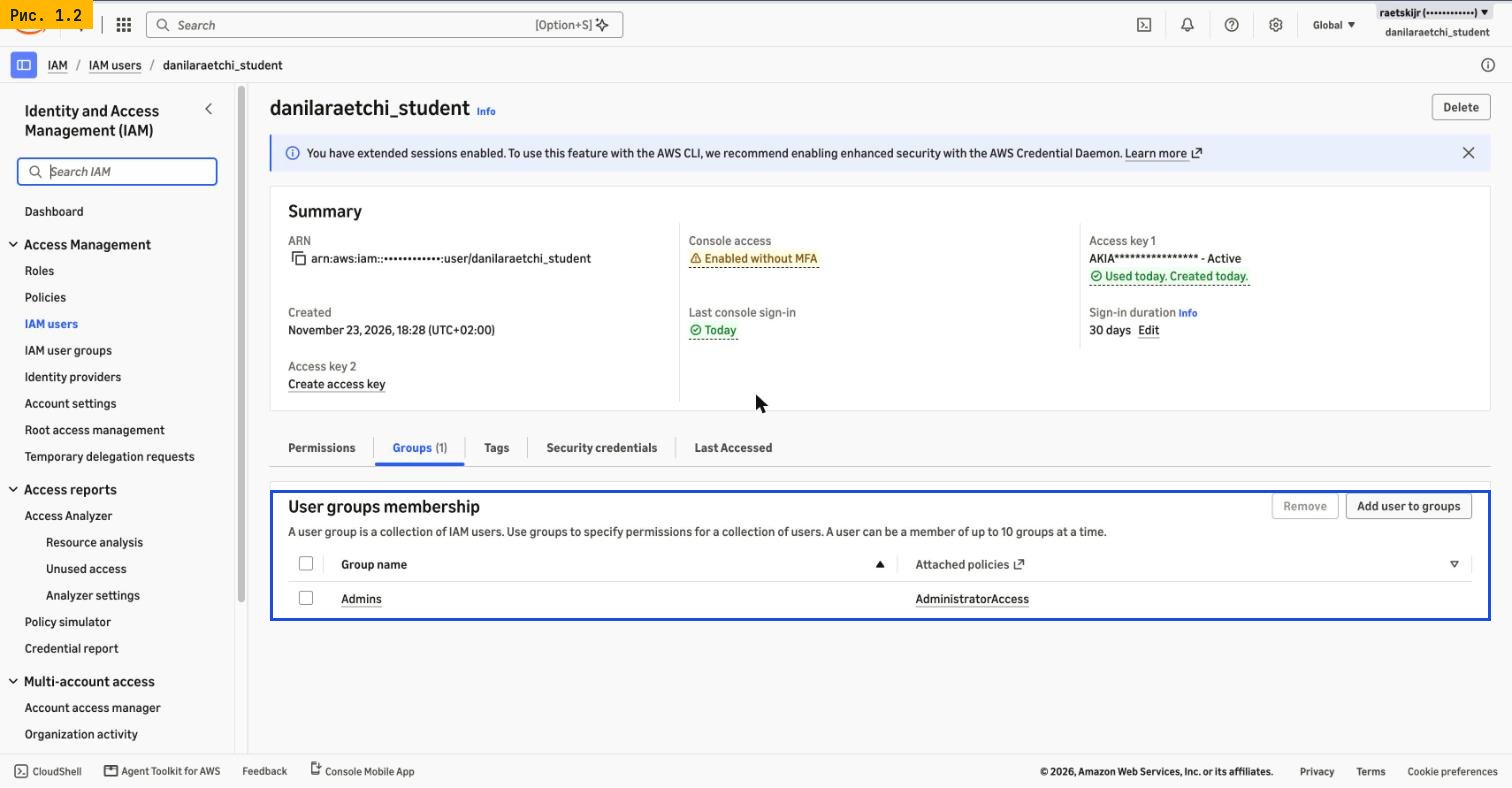 Рис. 1.2
Search
[Option+S]
Global
raetskijr (••••••••••••)
danilaraetchi_student
IAM / IAM users / danilaraetchi_student
Identity and Access
Management (IAM)
Search IAM
Dashboard
Access Management
Roles
Policies
IAM users
IAM user groups
Identity providers
Account settings
Root access management
Temporary delegation requests
Access reports
Access Analyzer
Resource analysis
Unused access
Analyzer settings
Policy simulator
Credential report
Multi-account access
Account access manager
Organization activity
danilaraetchi_student Info
Delete
You have extended sessions enabled. To use this feature with the AWS CLI, we recommend enabling enhanced security with the AWS Credential Daemon. Learn more
Summary
ARN
arn:aws:iam::••••••••••••:user/danilaraetchi_student
Console access
Enabled without MFA
Access key 1
AKIA**************** - Active
Used today. Created today.
Created
November 23, 2026, 18:28 (UTC+02:00)
Last console sign-in
Today
Sign-in duration Info
30 days Edit
Access key 2
Create access key
Permissions
Groups (1)
Tags
Security credentials
Last Accessed
User groups membership
Remove
Add user to groups
A user group is a collection of IAM users. Use groups to specify permissions for a collection of users. A user can be a member of up to 10 groups at a time.
Group name
Attached policies
Admins
AdministratorAccess
CloudShell
Agent Toolkit for AWS
Feedback
Console Mobile App
© 2026, Amazon Web Services, Inc. or its affiliates.
Privacy
Terms
Cookie preferences